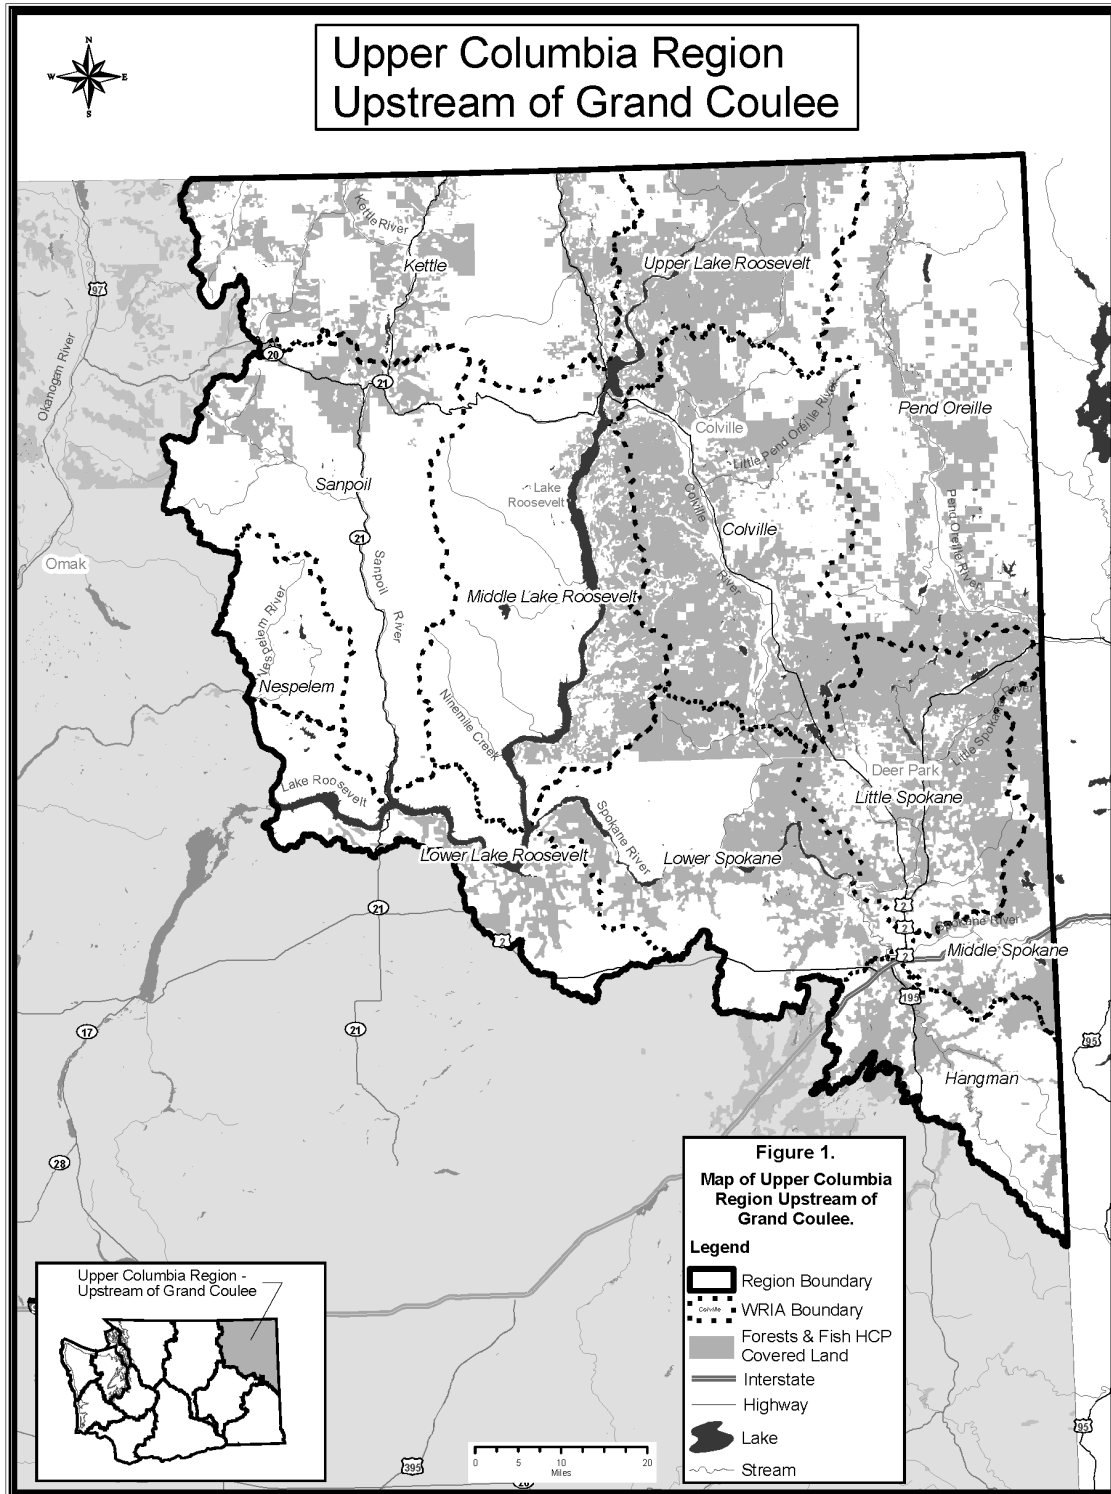 Upper Columbia Region
Upstream of Grand Coulee
N
W
E
S
Kettle River
Kettle
Upper Lake Roosevelt
97
Okanogan River
20
21
Pend Oreille
Colville
Little Pend Oreille River
Sanpoil
Lake
Roosevelt
Colville
River
Colville
Pend Oreille River
21
Sanpoil
River
Omak
Middle Lake Roosevelt
Nespelem River
Nespelem
Ninemile Creek
Little Spokane River
Lake Roosevelt
Deer Park
Little Spokane
Spokane River
Lower Lake Roosevelt
Lower Spokane
21
2
2
2
2
Spokane River
Middle Spokane
195
17
21
95
Hangman
28
Figure 1.
Map of Upper Columbia
Region Upstream of
Grand Coulee.
Legend
Region Boundary
Colville
WRIA Boundary
Forests & Fish HCP
Covered Land
Interstate
Highway
Lake
Stream
Upper Columbia Region -
Upstream of Grand Coulee
95
395
0 5 10 20
Miles